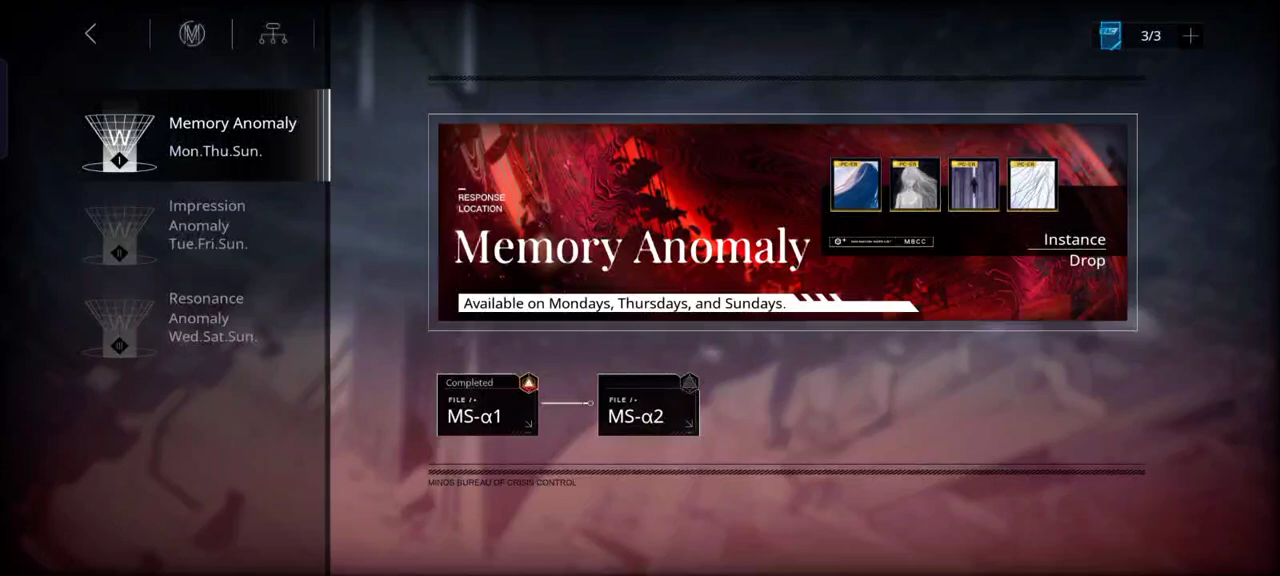 3/3
Memory Anomaly
Mon.Thu.Sun.
Impression
Anomaly
Tue.Fri.Sun.
Resonance
Anomaly
Wed.Sat.Sun.
RESPONSE
LOCATION
Memory Anomaly
Available on Mondays, Thursdays, and Sundays.
MBCC
Instance
Drop
Completed
FILE
MS-α1
FILE
MS-α2
MINOS BUREAU OF CRISIS CONTROL